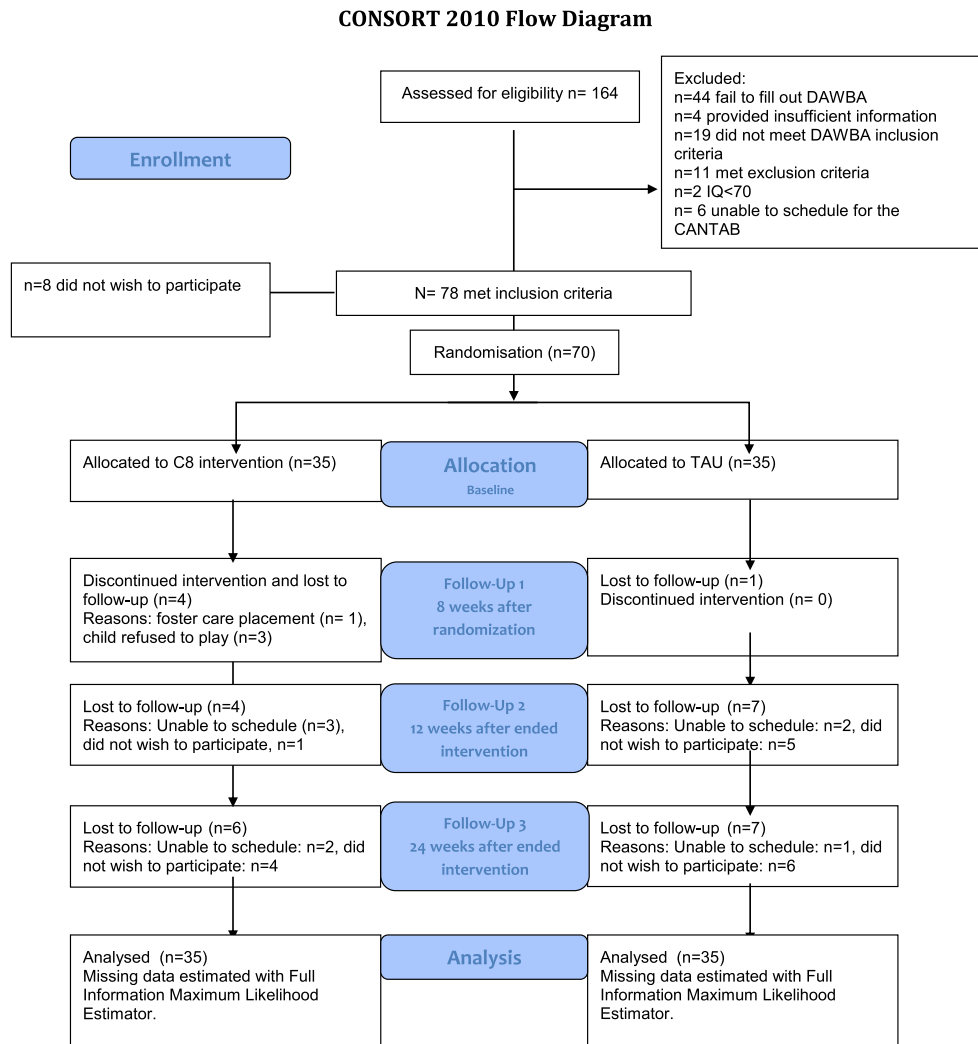 CONSORT 2010 Flow Diagram
Assessed for eligibility n= 164
Excluded:
n=44 fail to fill out DAWBA
n=4 provided insufficient information
n=19 did not meet DAWBA inclusion
criteria
n=11 met exclusion criteria
n=2 IQ<70
n= 6 unable to schedule for the
CANTAB
Enrollment
n=8 did not wish to participate
N= 78 met inclusion criteria
Randomisation (n=70)
Allocated to C8 intervention (n=35)
Allocation
Baseline
Allocated to TAU (n=35)
Discontinued intervention and lost to
follow-up (n=4)
Reasons: foster care placement (n= 1),
child refused to play (n=3)
Follow-Up 1
8 weeks after
randomization
Lost to follow-up (n=1)
Discontinued intervention (n= 0)
Lost to follow-up (n=4)
Reasons: Unable to schedule (n=3),
did not wish to participate, n=1
Follow-Up 2
12 weeks after ended
intervention
Lost to follow-up (n=7)
Reasons: Unable to schedule: n=2, did
not wish to participate: n=5
Lost to follow-up (n=6)
Reasons: Unable to schedule: n=2, did
not wish to participate: n=4
Follow-Up 3
24 weeks after ended
intervention
Lost to follow-up (n=7)
Reasons: Unable to schedule: n=1, did
not wish to participate: n=6
Analysed (n=35)
Missing data estimated with Full
Information Maximum Likelihood
Estimator.
Analysis
Analysed (n=35)
Missing data estimated with Full
Information Maximum Likelihood
Estimator.